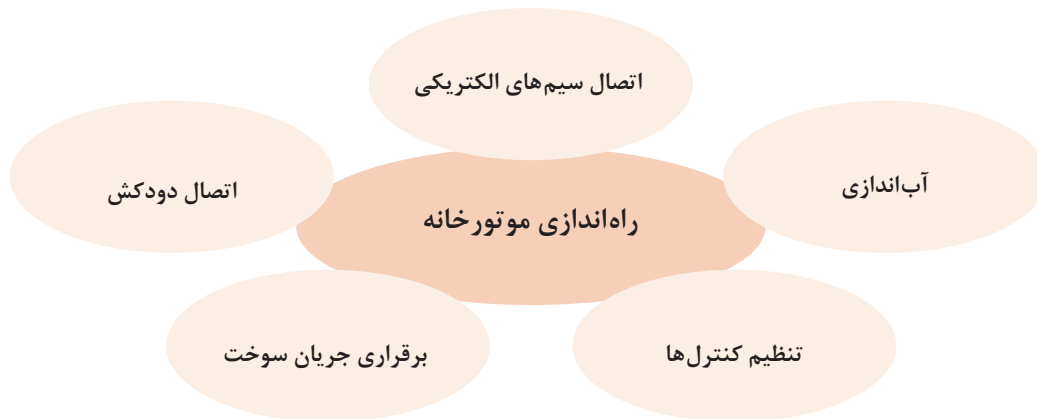 اتصال سیم‌های الکتریکی
آب‌اندازی
اتصال دودکش
راه‌اندازی موتورخانه
تنظیم کنترل‌ها
برقراری جریان سوخت